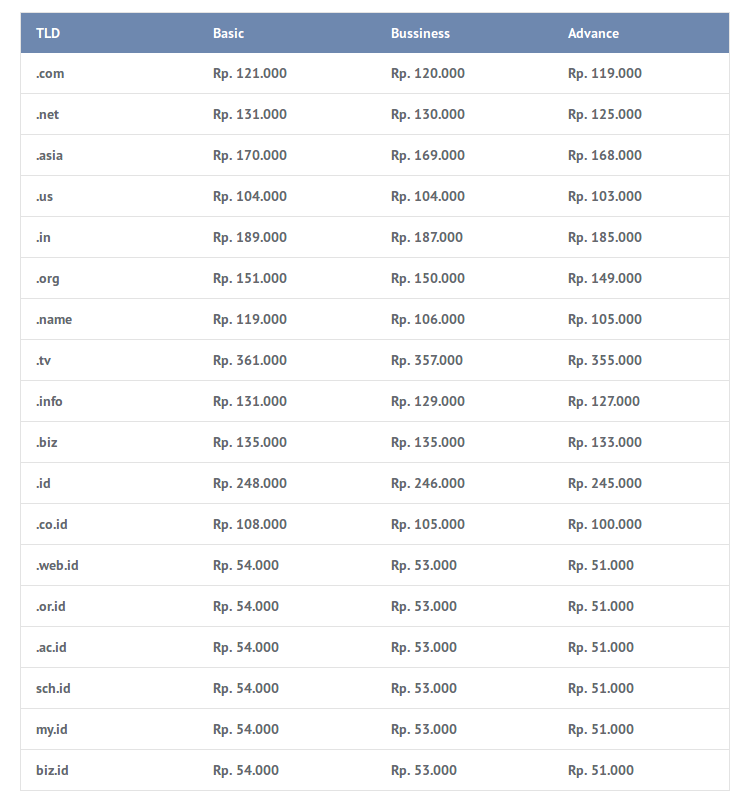 TLD Basic Bussiness Advance
.com Rp. 121.000 Rp. 120.000 Rp. 119.000
.net Rp. 131.000 Rp. 130.000 Rp. 125.000
.asia Rp. 170.000 Rp. 169.000 Rp. 168.000
.us Rp. 104.000 Rp. 104.000 Rp. 103.000
.in Rp. 189.000 Rp. 187.000 Rp. 185.000
.org Rp. 151.000 Rp. 150.000 Rp. 149.000
.name Rp. 119.000 Rp. 106.000 Rp. 105.000
.tv Rp. 361.000 Rp. 357.000 Rp. 355.000
.info Rp. 131.000 Rp. 129.000 Rp. 127.000
.biz Rp. 135.000 Rp. 135.000 Rp. 133.000
.id Rp. 248.000 Rp. 246.000 Rp. 245.000
.co.id Rp. 108.000 Rp. 105.000 Rp. 100.000
.web.id Rp. 54.000 Rp. 53.000 Rp. 51.000
.or.id Rp. 54.000 Rp. 53.000 Rp. 51.000
.ac.id Rp. 54.000 Rp. 53.000 Rp. 51.000
sch.id Rp. 54.000 Rp. 53.000 Rp. 51.000
my.id Rp. 54.000 Rp. 53.000 Rp. 51.000
biz.id Rp. 54.000 Rp. 53.000 Rp. 51.000